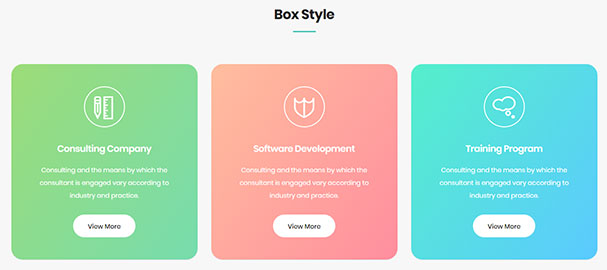 Box Style
Consulting Company
Consulting and the means by which the
consultant is engaged vary according to
industry and practice.
View More
Software Development
Consulting and the means by which the
consultant is engaged vary according to
industry and practice.
View More
Training Program
Consulting and the means by which the
consultant is engaged vary according to
industry and practice.
View More